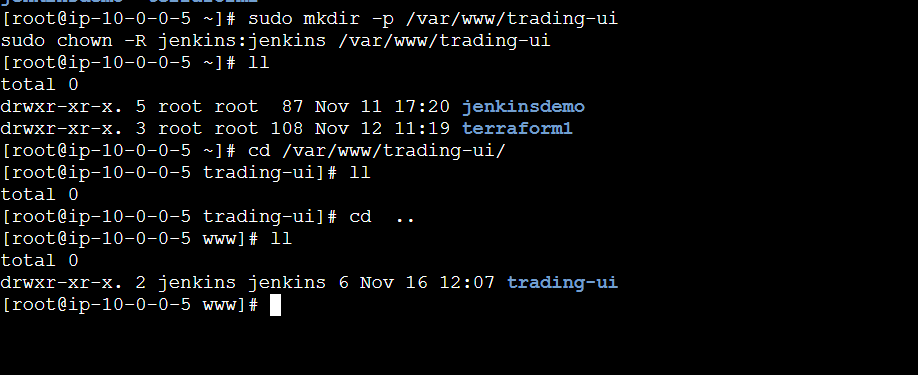 [root@ip-10-0-0-5 ~]# sudo mkdir -p /var/www/trading-ui
sudo chown -R jenkins:jenkins /var/www/trading-ui
[root@ip-10-0-0-5 ~]# ll
total 0
drwxr-xr-x. 5 root root  87 Nov 11 17:20 jenkinsdemo
drwxr-xr-x. 3 root root 108 Nov 12 11:19 terraform1
[root@ip-10-0-0-5 ~]# cd /var/www/trading-ui/
[root@ip-10-0-0-5 trading-ui]# ll
total 0
[root@ip-10-0-0-5 trading-ui]# cd  ..
[root@ip-10-0-0-5 www]# ll
total 0
drwxr-xr-x. 2 jenkins jenkins 6 Nov 16 12:07 trading-ui
[root@ip-10-0-0-5 www]#